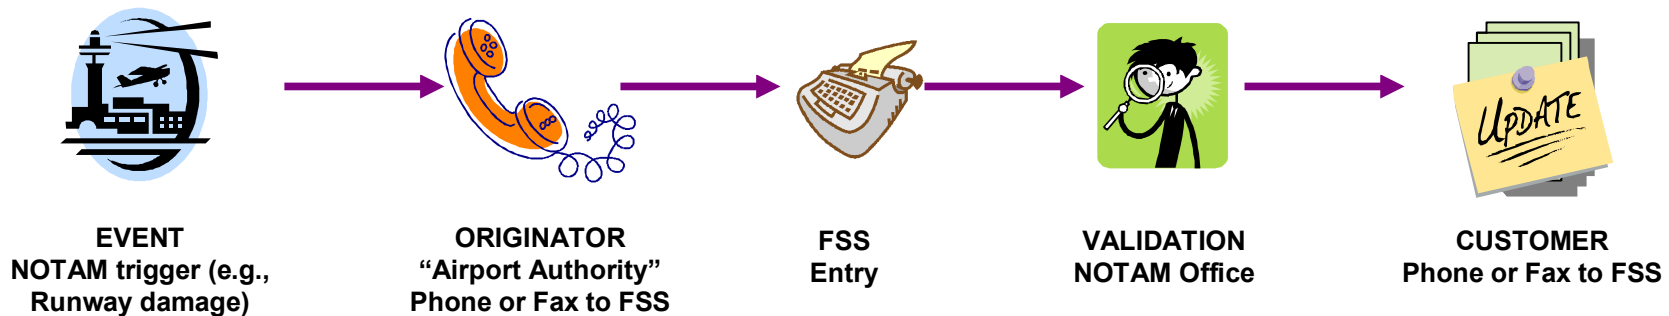 UPDATE
EVENT
NOTAM trigger (e.g.,
Runway damage)
ORIGINATOR
“Airport Authority”
Phone or Fax to FSS
FSS
Entry
VALIDATION
NOTAM Office
CUSTOMER
Phone or Fax to FSS